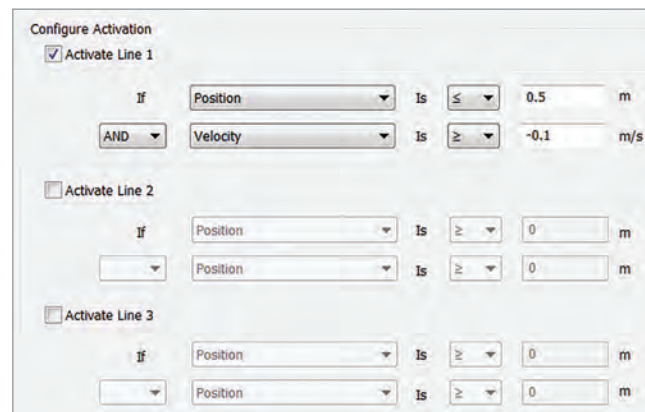 Configure Activation
Activate Line 1
If Position Is ≤ 0.5 m
AND Velocity Is ≥ -0.1 m/s
Activate Line 2
If Position Is ≥ 0 m
Position Is ≥ 0 m
Activate Line 3
If Position Is ≥ 0 m
Position Is ≥ 0 m